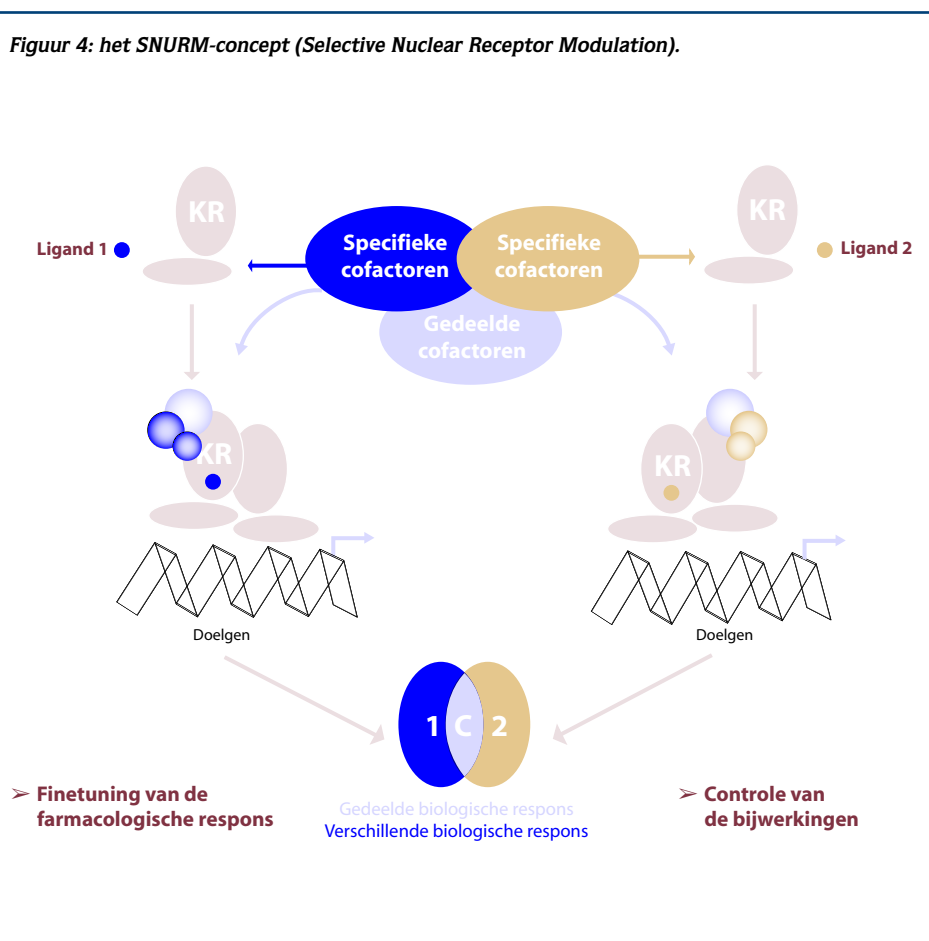 Figuur 4: het SNURM-concept (Selective Nuclear Receptor Modulation).
KR
KR
Ligand 1
Specifieke
cofactoren
Specifieke
cofactoren
Ligand 2
Gedeelde
cofactoren
KR
KR
Doelgen
Doelgen
1 C 2
➢ Finetuning van de
farmacologische respons
Gedeelde biologische respons
Verschillende biologische respons
➢ Controle van
de bijwerkingen